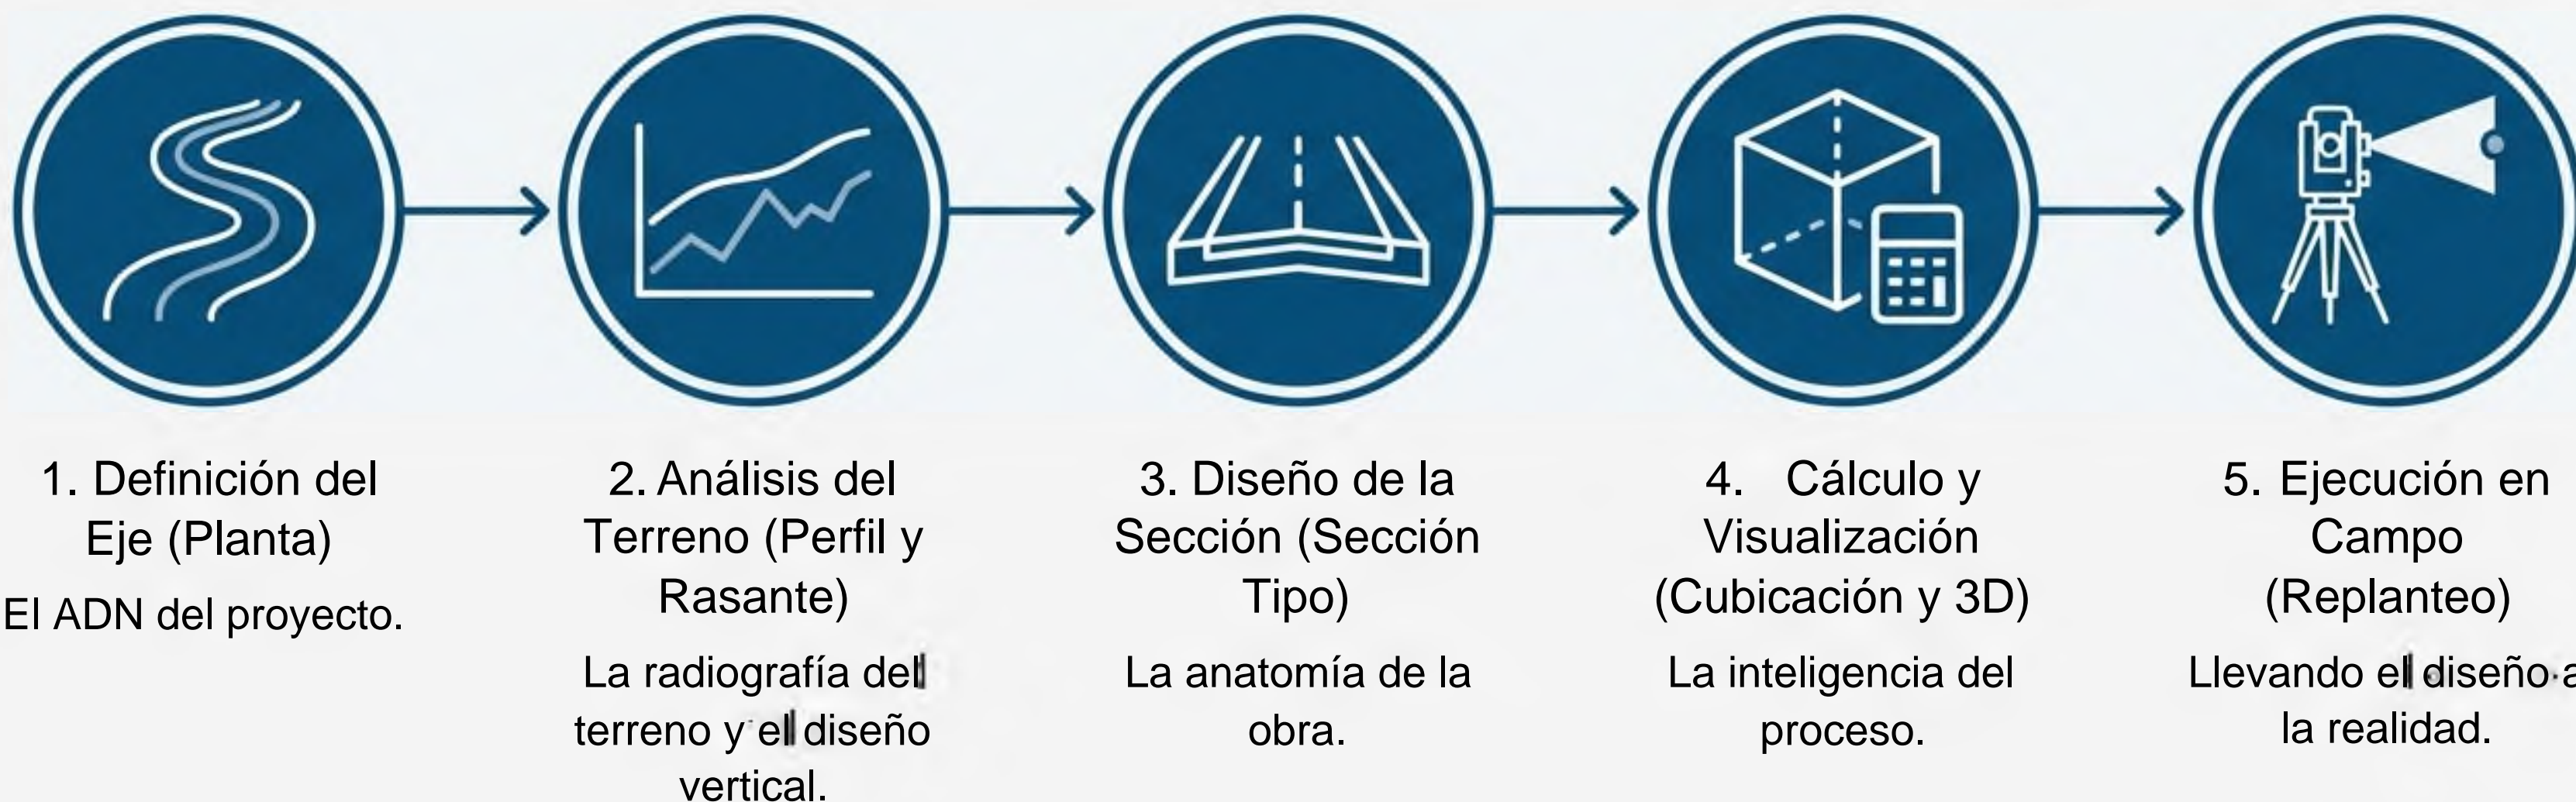 1. Definición del
Eje (Planta)
El ADN del proyecto.
2. Análisis del
Terreno (Perfil y
Rasante)
La radiografía del
terreno y el diseño
vertical.
3. Diseño de la
Sección (Sección
Tipo)
La anatomía de la
obra.
4. Cálculo y
Visualización
(Cubicación y 3D)
La inteligencia del
proceso.
5. Ejecución en
Campo
(Replanteo)
Llevando el diseño a
la realidad.